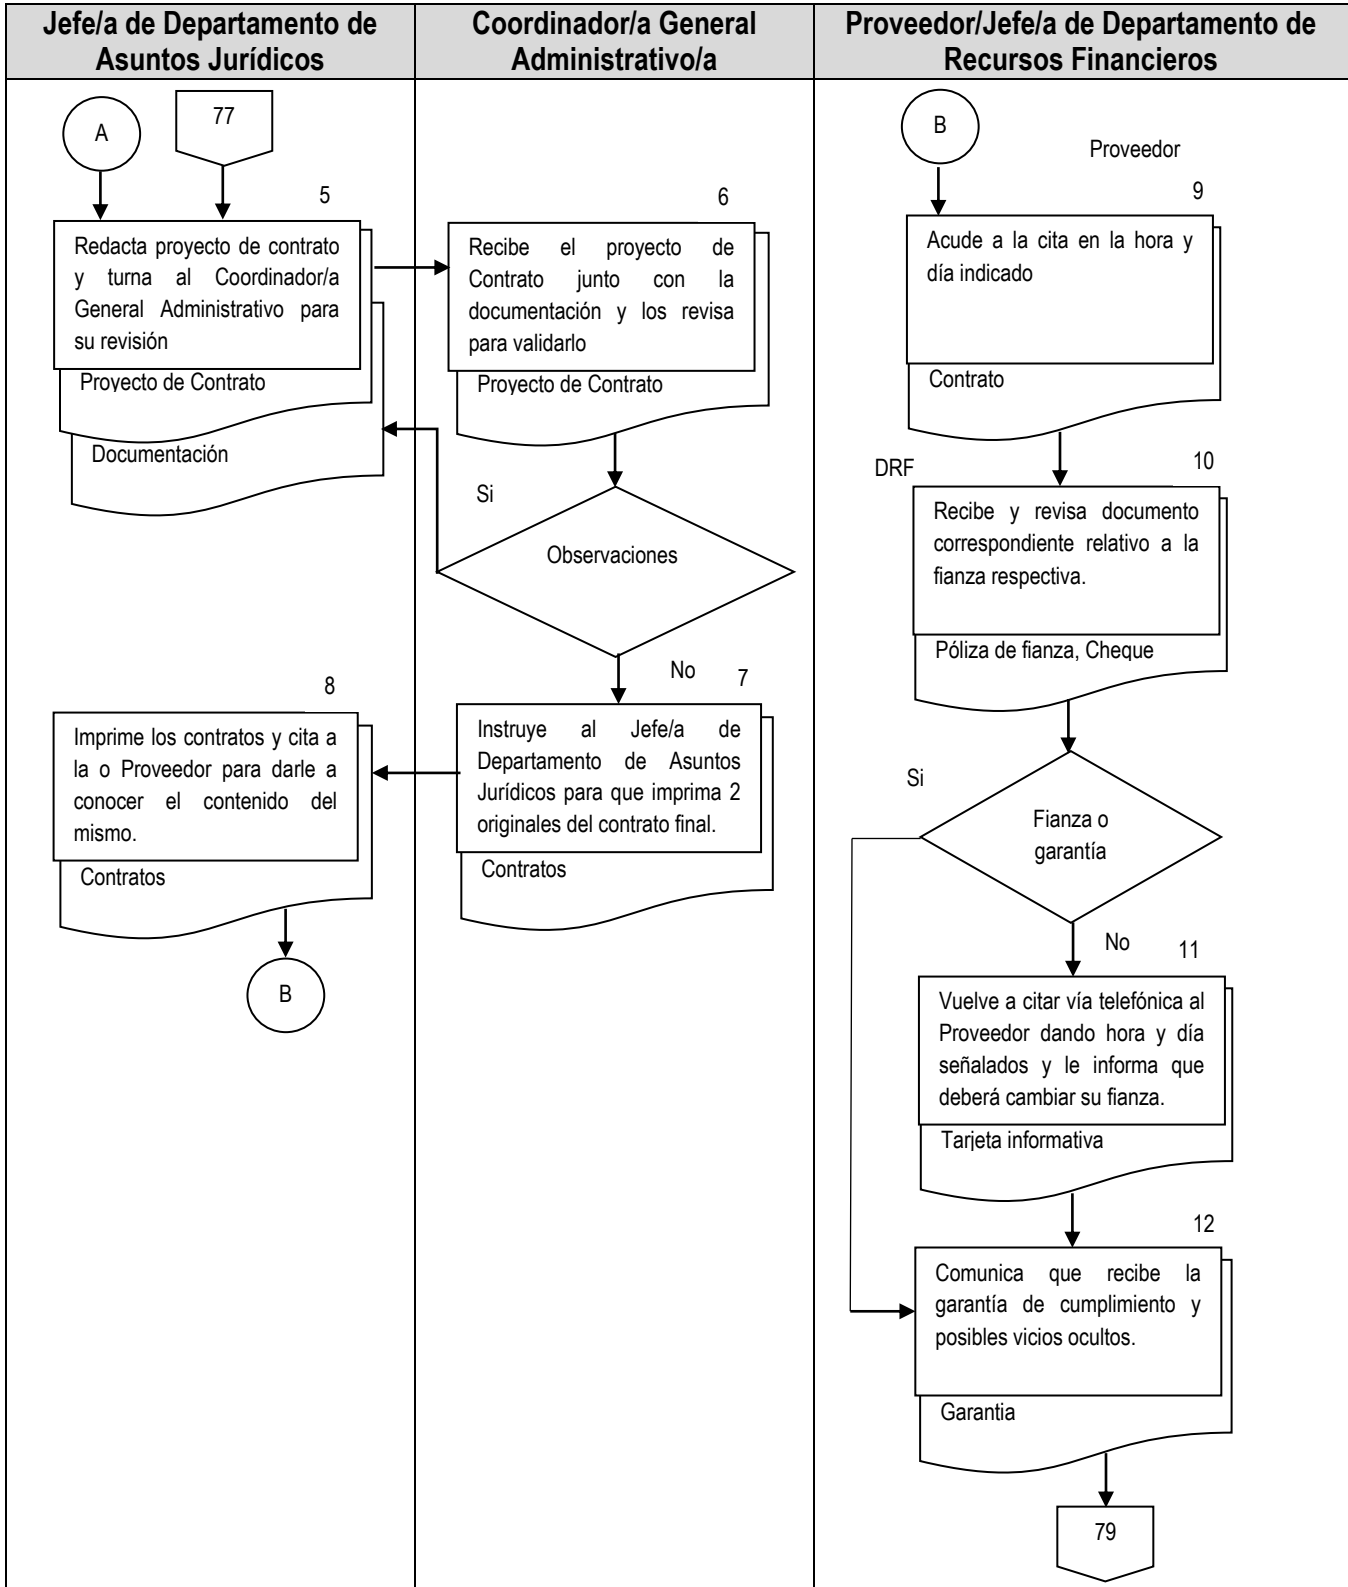 Jefe/a de Departamento de
Asuntos Jurídicos
Coordinador/a General
Administrativo/a
Proveedor/Jefe/a de Departamento de
Recursos Financieros
A
77
5
Redacta proyecto de contrato
y turna al Coordinador/a
General Administrativo para
su revisión
Proyecto de Contrato
Documentación
8
Imprime los contratos y cita a
la o Proveedor para darle a
conocer el contenido del
mismo.
Contratos
B
6
Recibe el proyecto de
Contrato junto con la
documentación y los revisa
para validarlo
Proyecto de Contrato
Si
Observaciones
No
7
Instruye al Jefe/a de
Departamento de Asuntos
Jurídicos para que imprima 2
originales del contrato final.
Contratos
B
Proveedor
9
Acude a la cita en la hora y
día indicado
Contrato
DRF
10
Recibe y revisa documento
correspondiente relativo a la
fianza respectiva.
Póliza de fianza, Cheque
Si
Fianza o
garantía
No
11
Vuelve a citar vía telefónica al
Proveedor dando hora y día
señalados y le informa que
deberá cambiar su fianza.
Tarjeta informativa
12
Comunica que recibe la
garantía de cumplimiento y
posibles vicios ocultos.
Garantia
79